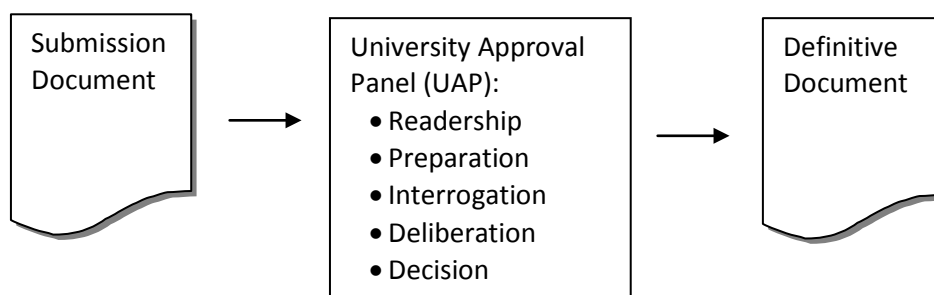 Submission
Document
University Approval
Panel (UAP):
• Readership
• Preparation
• Interrogation
• Deliberation
• Decision
Definitive
Document